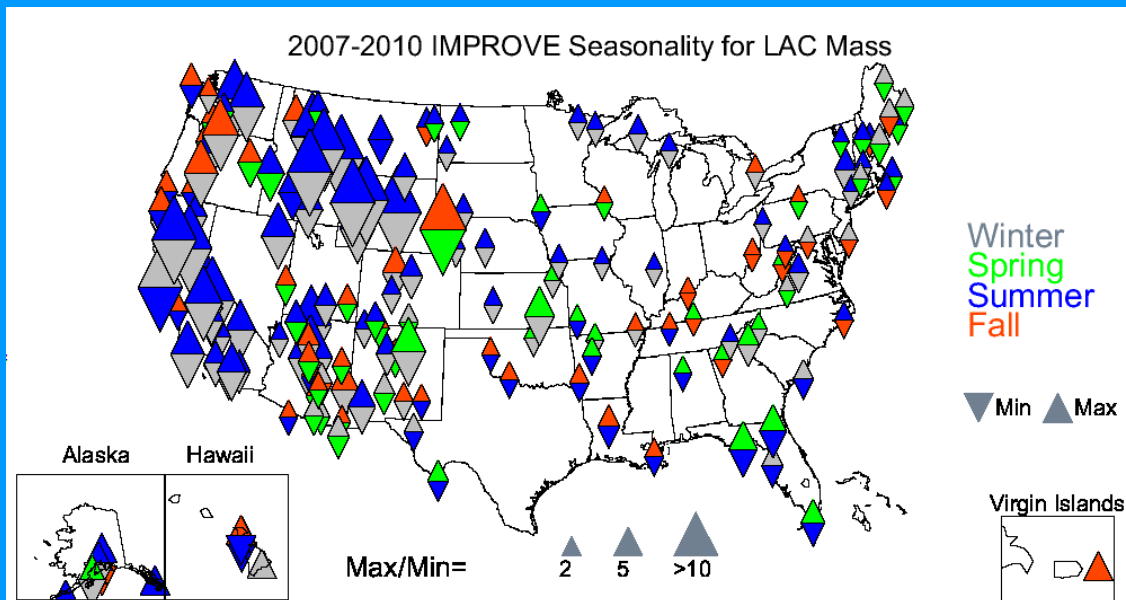 2007-2010 IMPROVE Seasonality for LAC Mass
Winter
Spring
Summer
Fall
Min Max
Alaska Hawaii
Virgin Islands
Max/Min= 2 5 >10